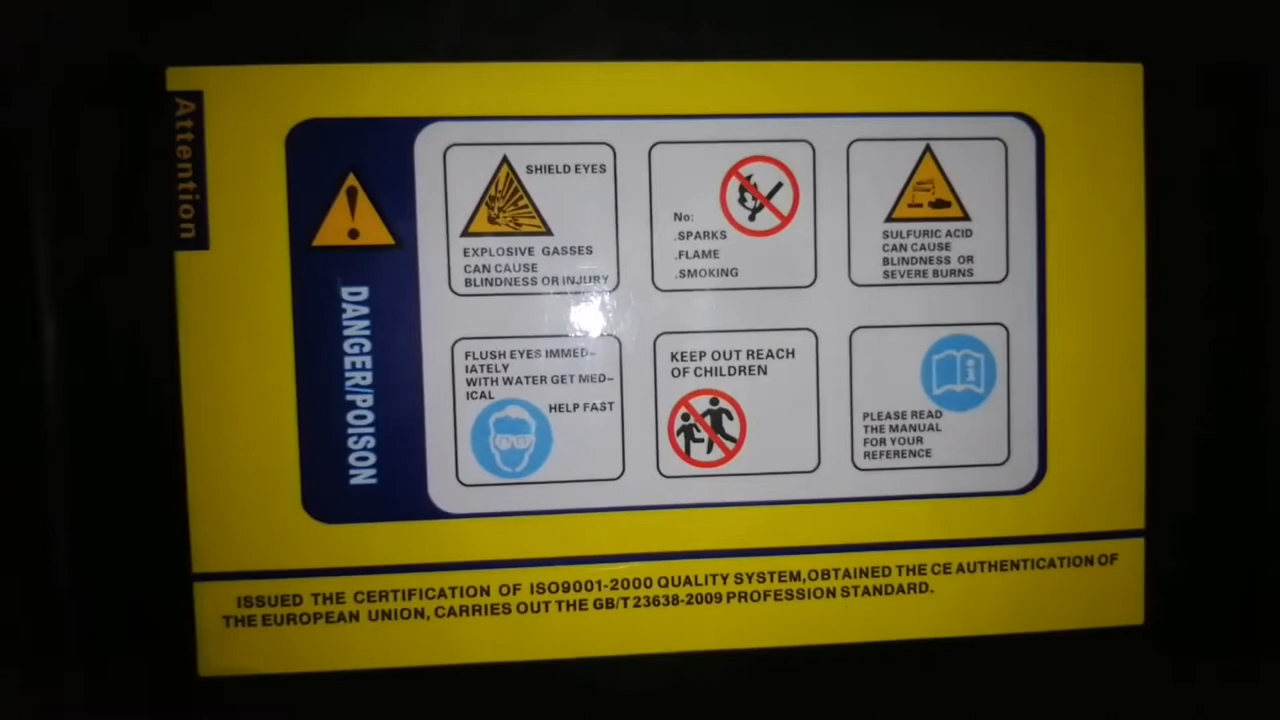 Attention
DANGER/POISON
SHIELD EYES
EXPLOSIVE GASSES
CAN CAUSE
BLINDNESS OR INJURY
No:
.SPARKS
.FLAME
.SMOKING
SULFURIC ACID
CAN CAUSE
BLINDNESS OR
SEVERE BURNS
FLUSH EYES IMMED-
IATELY
WITH WATER GET MED-
ICAL
HELP FAST
KEEP OUT REACH
OF CHILDREN
PLEASE READ
THE MANUAL
FOR YOUR
REFERENCE
ISSUED THE CERTIFICATION OF ISO9001-2000 QUALITY SYSTEM,OBTAINED THE CE AUTHENTICATION OF
THE EUROPEAN UNION, CARRIES OUT THE GB/T23638-2009 PROFESSION STANDARD.